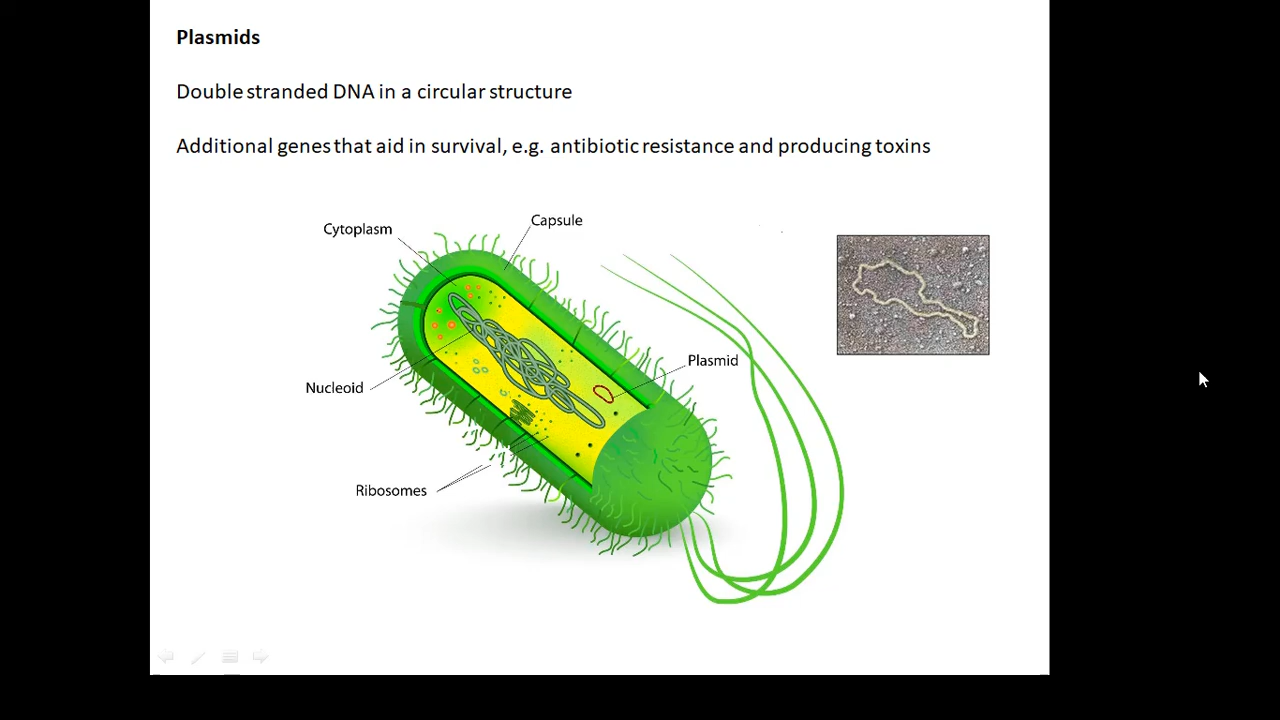 Plasmids
Double stranded DNA in a circular structure
Additional genes that aid in survival, e.g. antibiotic resistance and producing toxins
Capsule
Cytoplasm
Plasmid
Nucleoid
Ribosomes